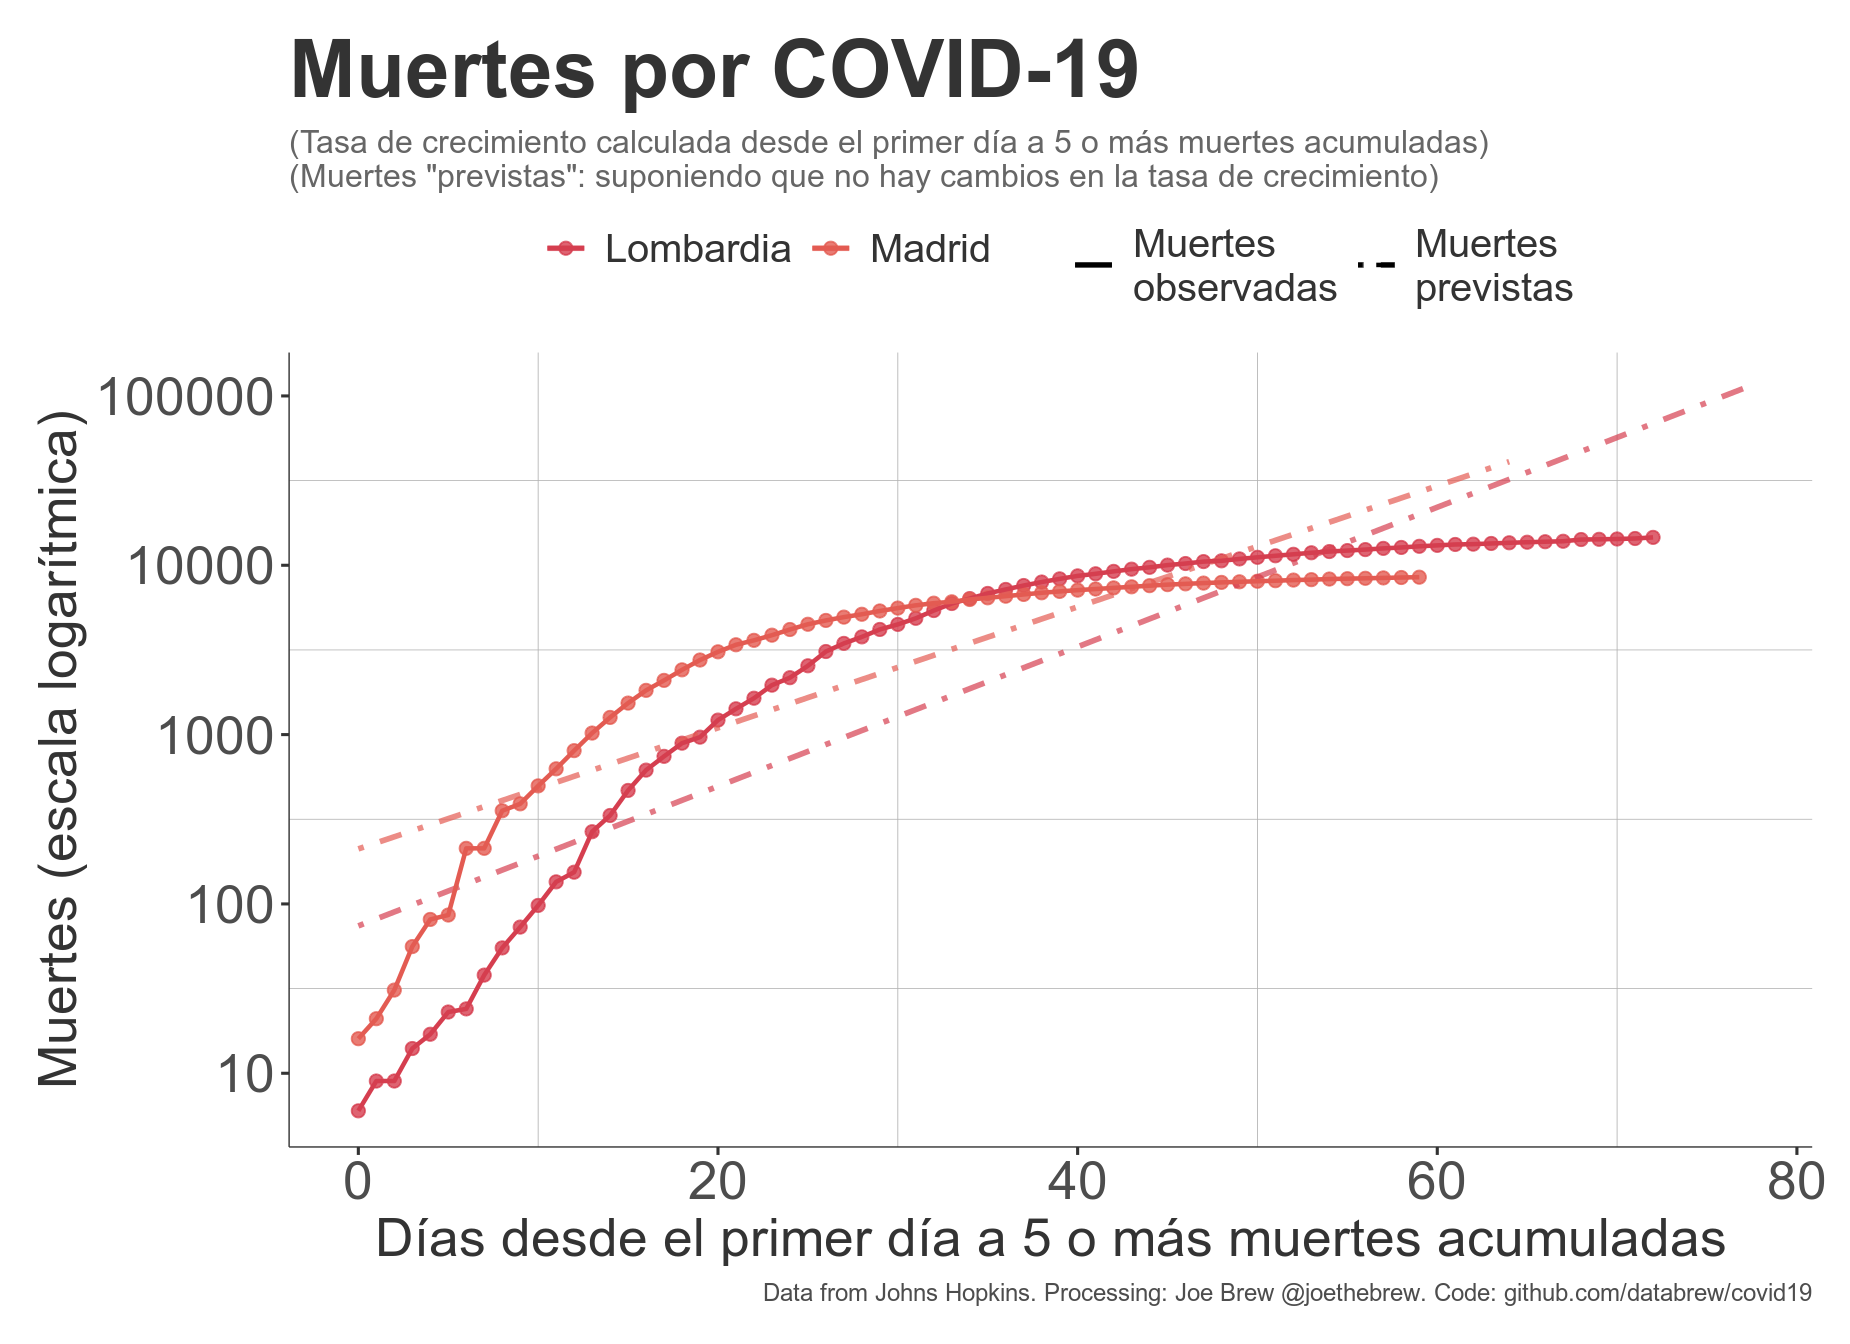 Muertes por COVID-19
(Tasa de crecimiento calculada desde el primer día a 5 o más muertes acumuladas)
(Muertes "previstas": suponiendo que no hay cambios en la tasa de crecimiento)
Lombardia
Madrid
Muertes
observadas
Muertes
previstas
Muertes (escala logarítmica)
100000
10000
1000
100
10
0
20
40
60
80
Días desde el primer día a 5 o más muertes acumuladas
Data from Johns Hopkins. Processing: Joe Brew @joethebrew. Code: github.com/databrew/covid19